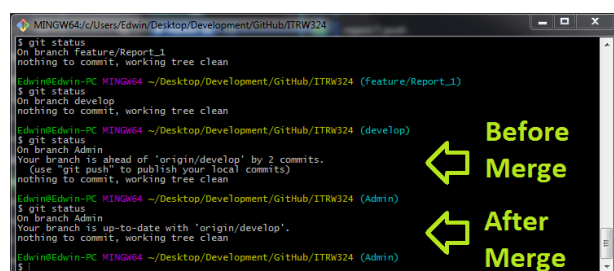 MINGW64:/c/Users/Edwin/Desktop/Development/GitHub/ITRW324
$ git status
On branch feature/Report_1
nothing to commit, working tree clean
Edwin@Edwin-PC MINGW64 ~/Desktop/Development/GitHub/ITRW324 (feature/Report_1)
$ git status
On branch develop
nothing to commit, working tree clean
Edwin@Edwin-PC MINGW64 ~/Desktop/Development/GitHub/ITRW324 (develop)
$ git status
On branch Admin
Your branch is ahead of 'origin/develop' by 2 commits.
(use "git push" to publish your local commits)
nothing to commit, working tree clean
Before
Merge
Edwin@Edwin-PC MINGW64 ~/Desktop/Development/GitHub/ITRW324 (Admin)
$ git status
On branch Admin
Your branch is up-to-date with 'origin/develop'.
nothing to commit, working tree clean
Edwin@Edwin-PC MINGW64 ~/Desktop/Development/GitHub/ITRW324 (Admin)
$
After
Merge